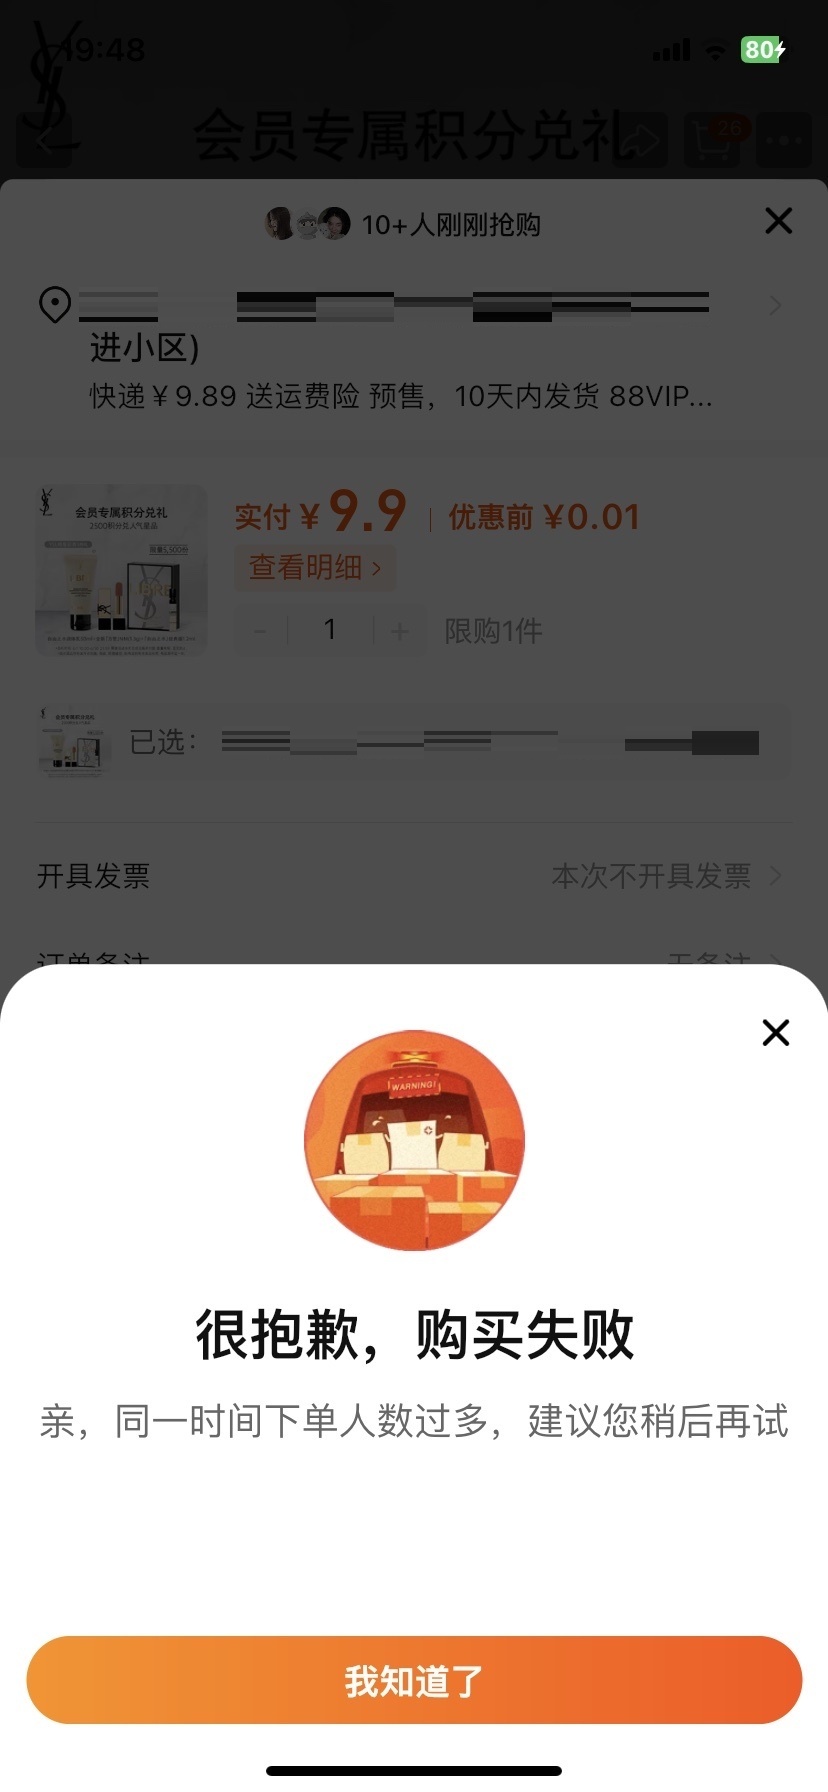 19:48
80
YSL
会员专属积分兑礼
26
10+人刚刚抢购
进小区)
快递￥9.89 送运费险 预售，10天内发货 88VIP...
实付￥9.9 优惠前￥0.01
查看明细
1 限购1件
会员专属积分兑礼
2500积分兑人气星品
LIBRE
已选：
开具发票 本次不开具发票
订单备注 无备注
WARNING!
很抱歉，购买失败
亲，同一时间下单人数过多，建议您稍后再试
我知道了